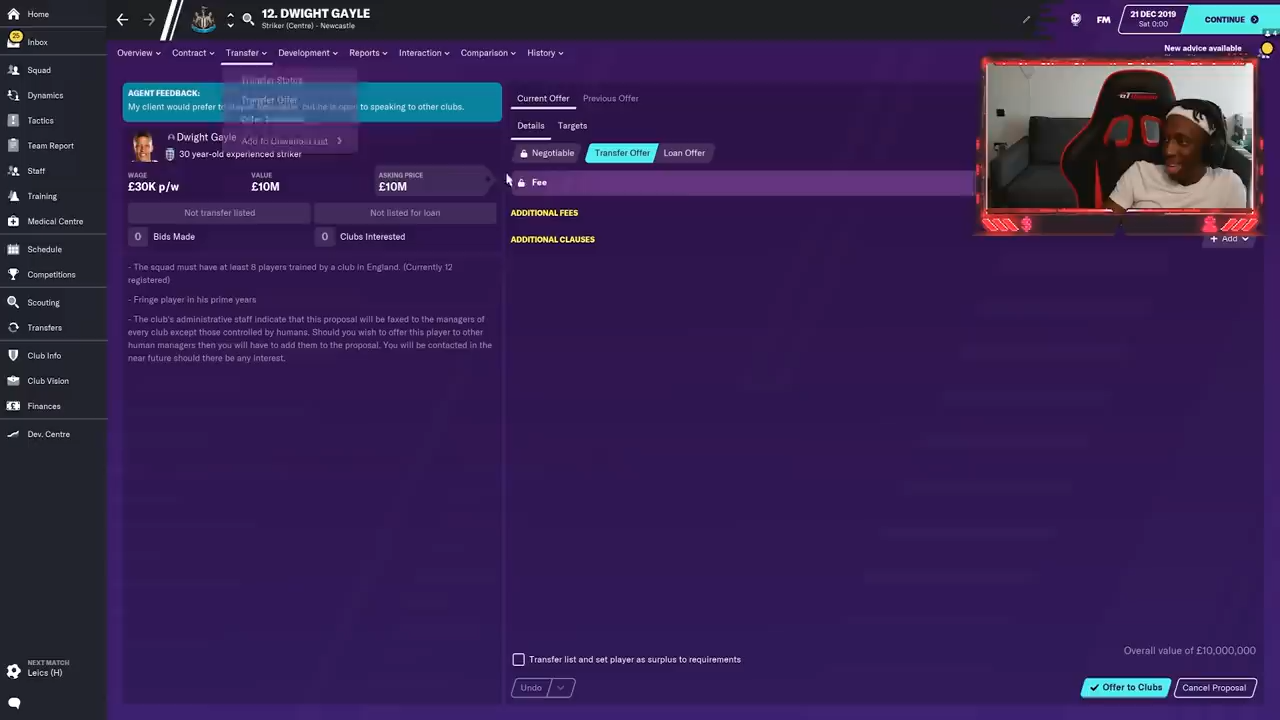 Home
12. DWIGHT GAYLE
Striker (Centre) - Newcastle
FM
21 DEC 2019
Sat 0:00
CONTINUE
4
25
Inbox
New advice available
Overview
Contract
Transfer
Development
Reports
Interaction
Comparison
History
Squad
Dynamics
Tactics
Team Report
Staff
Training
Medical Centre
Schedule
Competitions
Scouting
Transfers
Club Info
Club Vision
Finances
Dev. Centre
NEXT MATCH
Leics (H)
Transfer Status
Transfer Offer
AGENT FEEDBACK:
My client would prefer to but he is open to speaking to other clubs.
Dwight Gayle
30 year-old experienced striker
WAGE
£30K p/w
VALUE
£10M
ASKING PRICE
£10M
Not transfer listed
Not listed for loan
0 Bids Made
0 Clubs Interested
- The squad must have at least 8 players trained by a club in England. (Currently 12
registered)
- Fringe player in his prime years
- The club's administrative staff indicate that this proposal will be faxed to the managers of
every club except those controlled by humans. Should you wish to offer this player to other
human managers then you will have to add them to the proposal. You will be contacted in the
near future should there be any interest.
Current Offer
Previous Offer
Details
Targets
Negotiable
Transfer Offer
Loan Offer
Fee
ADDITIONAL FEES
ADDITIONAL CLAUSES
+ Add
Transfer list and set player as surplus to requirements
Overall value of £10,000,000
Undo
Offer to Clubs
Cancel Proposal